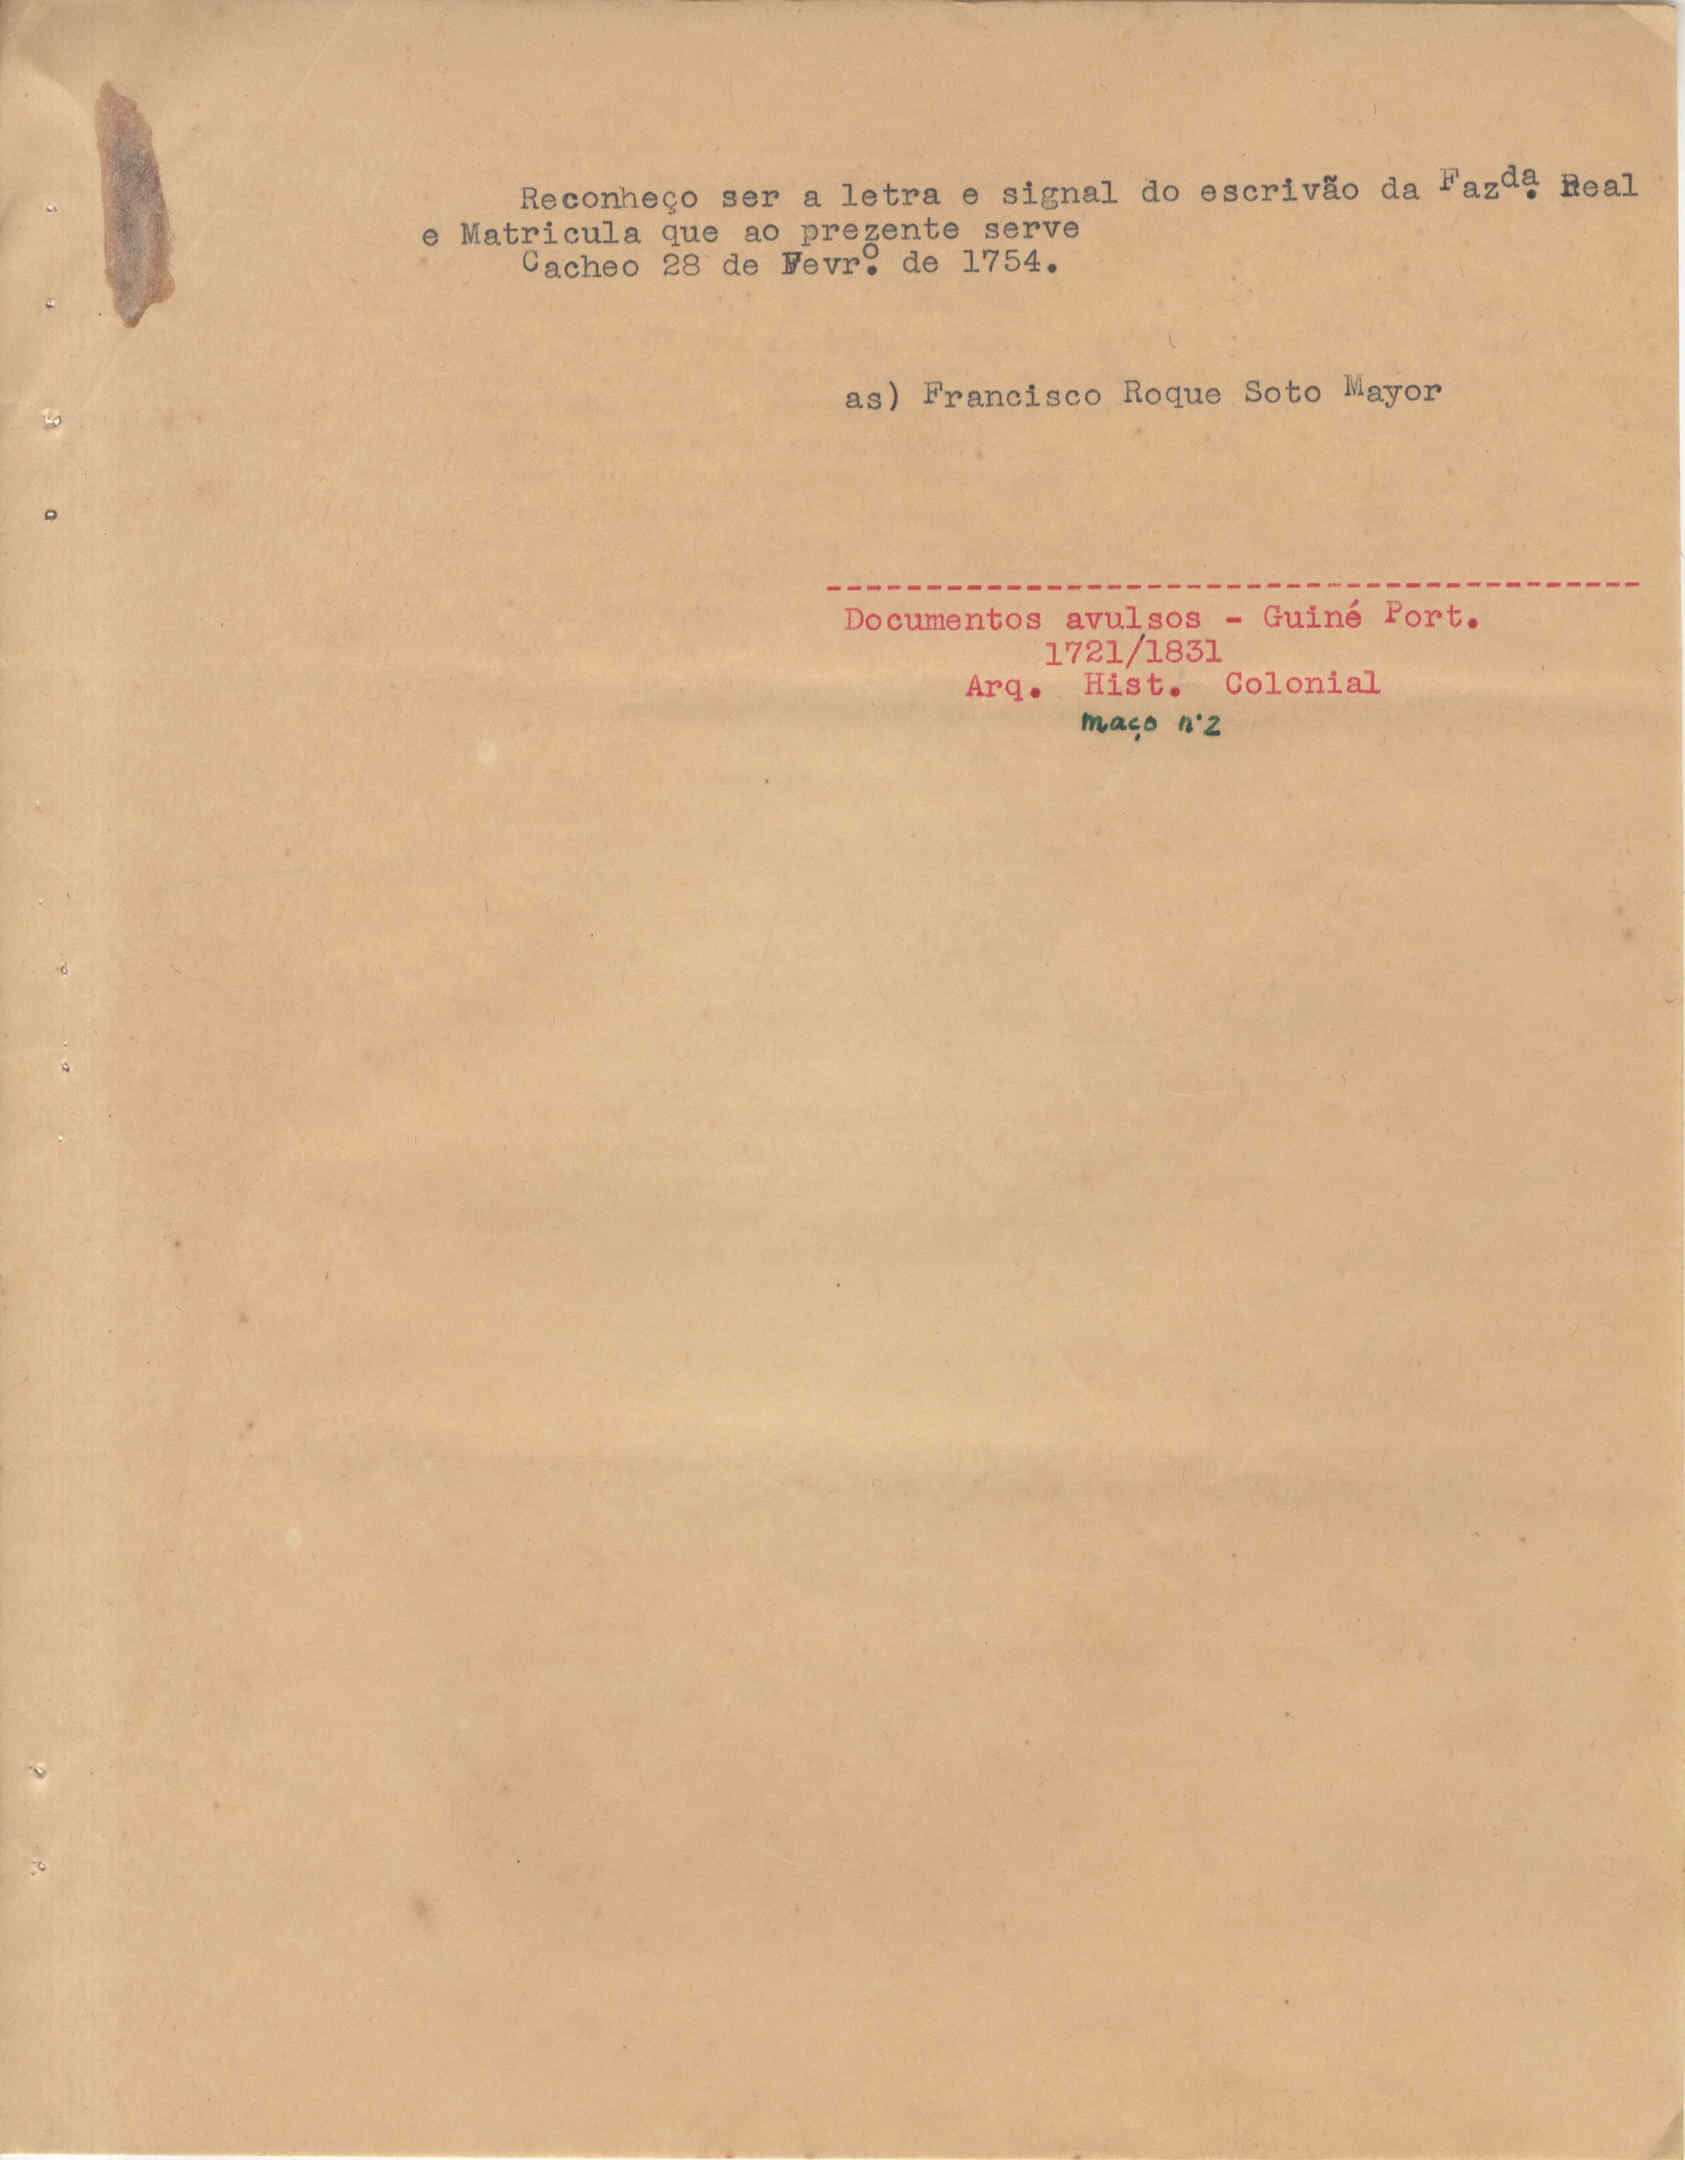 Reconheço ser a letra e signal do escrivão da Fazda. Real
e Matricula que ao prezente serve
Cacheo 28 de Fevrº. de 1754.
as) Francisco Roque Soto Mayor
-----------------------------------------
Documentos avulsos - Guiné Port.
1721/1831
Arq. Hist. Colonial
maço nº2